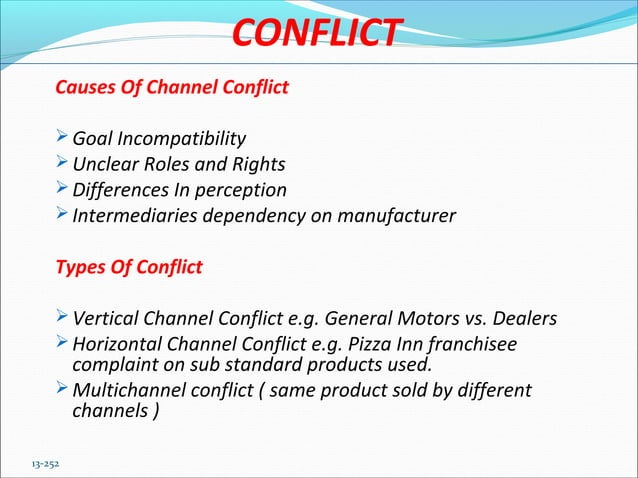 CONFLICT
Causes Of Channel Conflict
➢ Goal Incompatibility
➢ Unclear Roles and Rights
➢ Differences In perception
➢ Intermediaries dependency on manufacturer
Types Of Conflict
➢ Vertical Channel Conflict e.g. General Motors vs. Dealers
➢ Horizontal Channel Conflict e.g. Pizza Inn franchisee
complaint on sub standard products used.
➢ Multichannel conflict ( same product sold by different
channels )
13-252